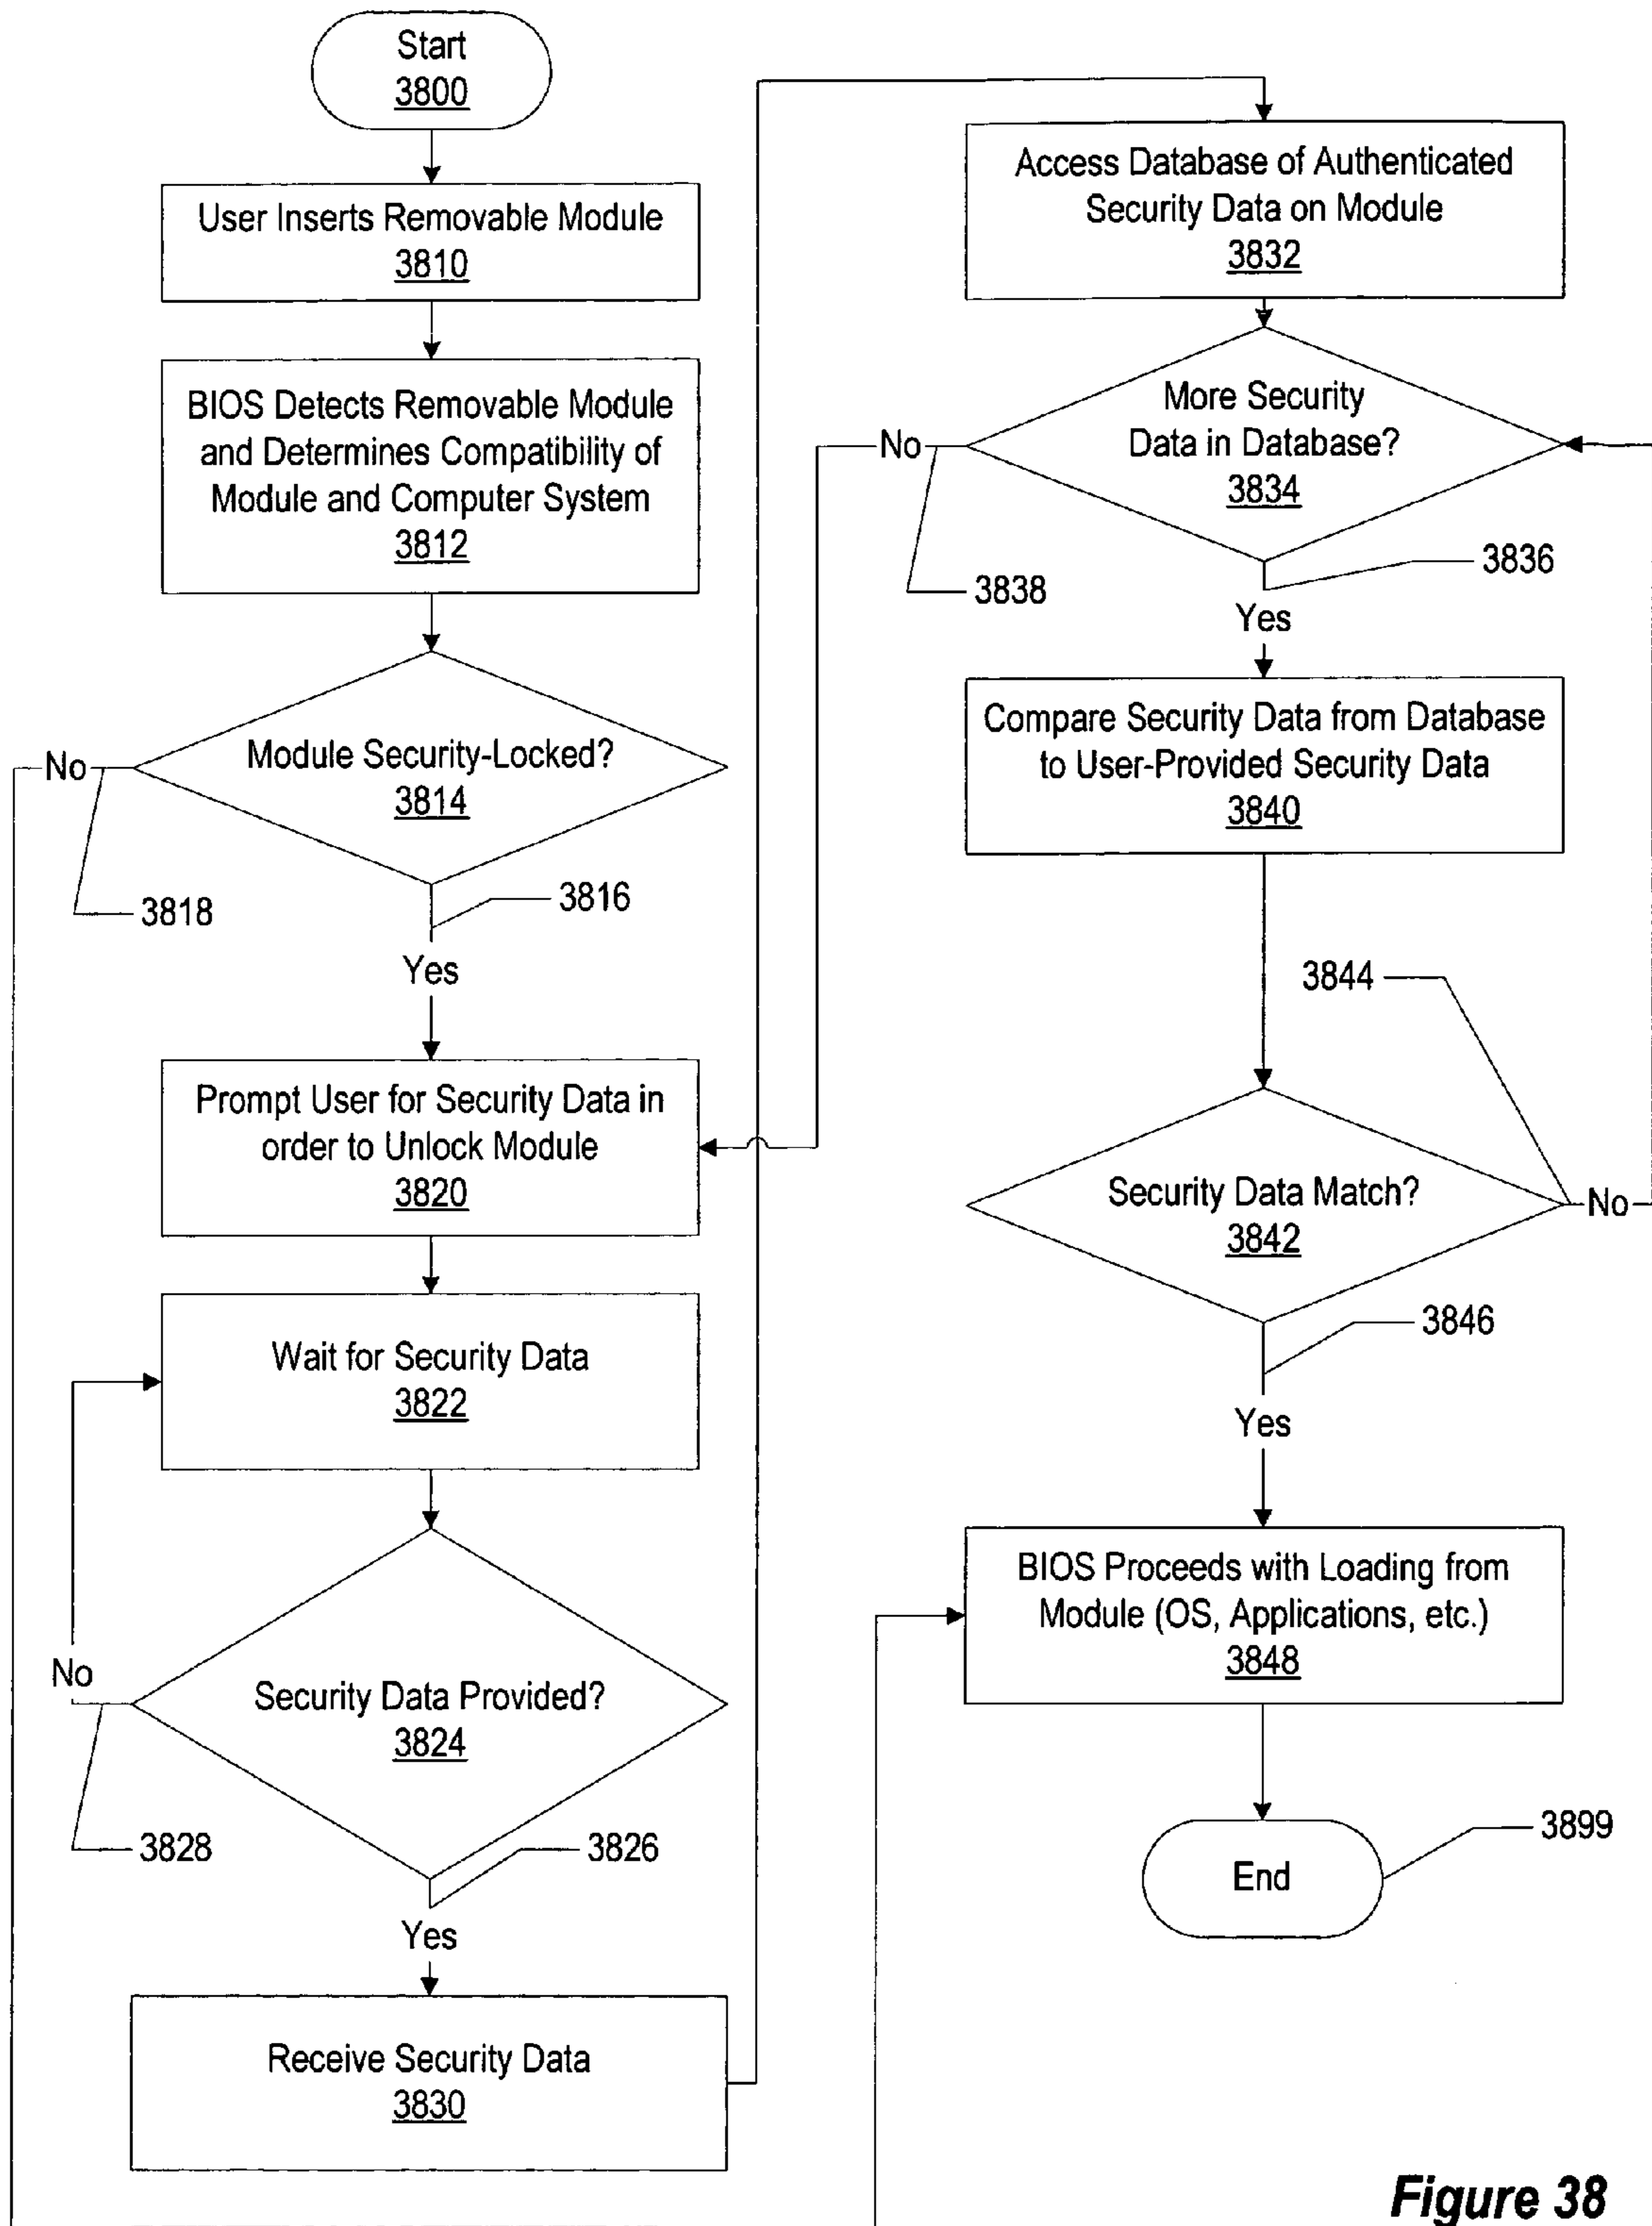 Start
3800
User Inserts Removable Module
3810
BIOS Detects Removable Module
and Determines Compatibility of
Module and Computer System
3812
Module Security-Locked?
3814
No
3818
3816
Yes
Prompt User for Security Data in
order to Unlock Module
3820
Wait for Security Data
3822
Security Data Provided?
3824
No
3828
3826
Yes
Receive Security Data
3830
Access Database of Authenticated
Security Data on Module
3832
More Security
Data in Database?
3834
No
3838
3836
Yes
Compare Security Data from Database
to User-Provided Security Data
3840
3844
Security Data Match?
3842
No
3846
Yes
BIOS Proceeds with Loading from
Module (OS, Applications, etc.)
3848
End
3899
Figure 38